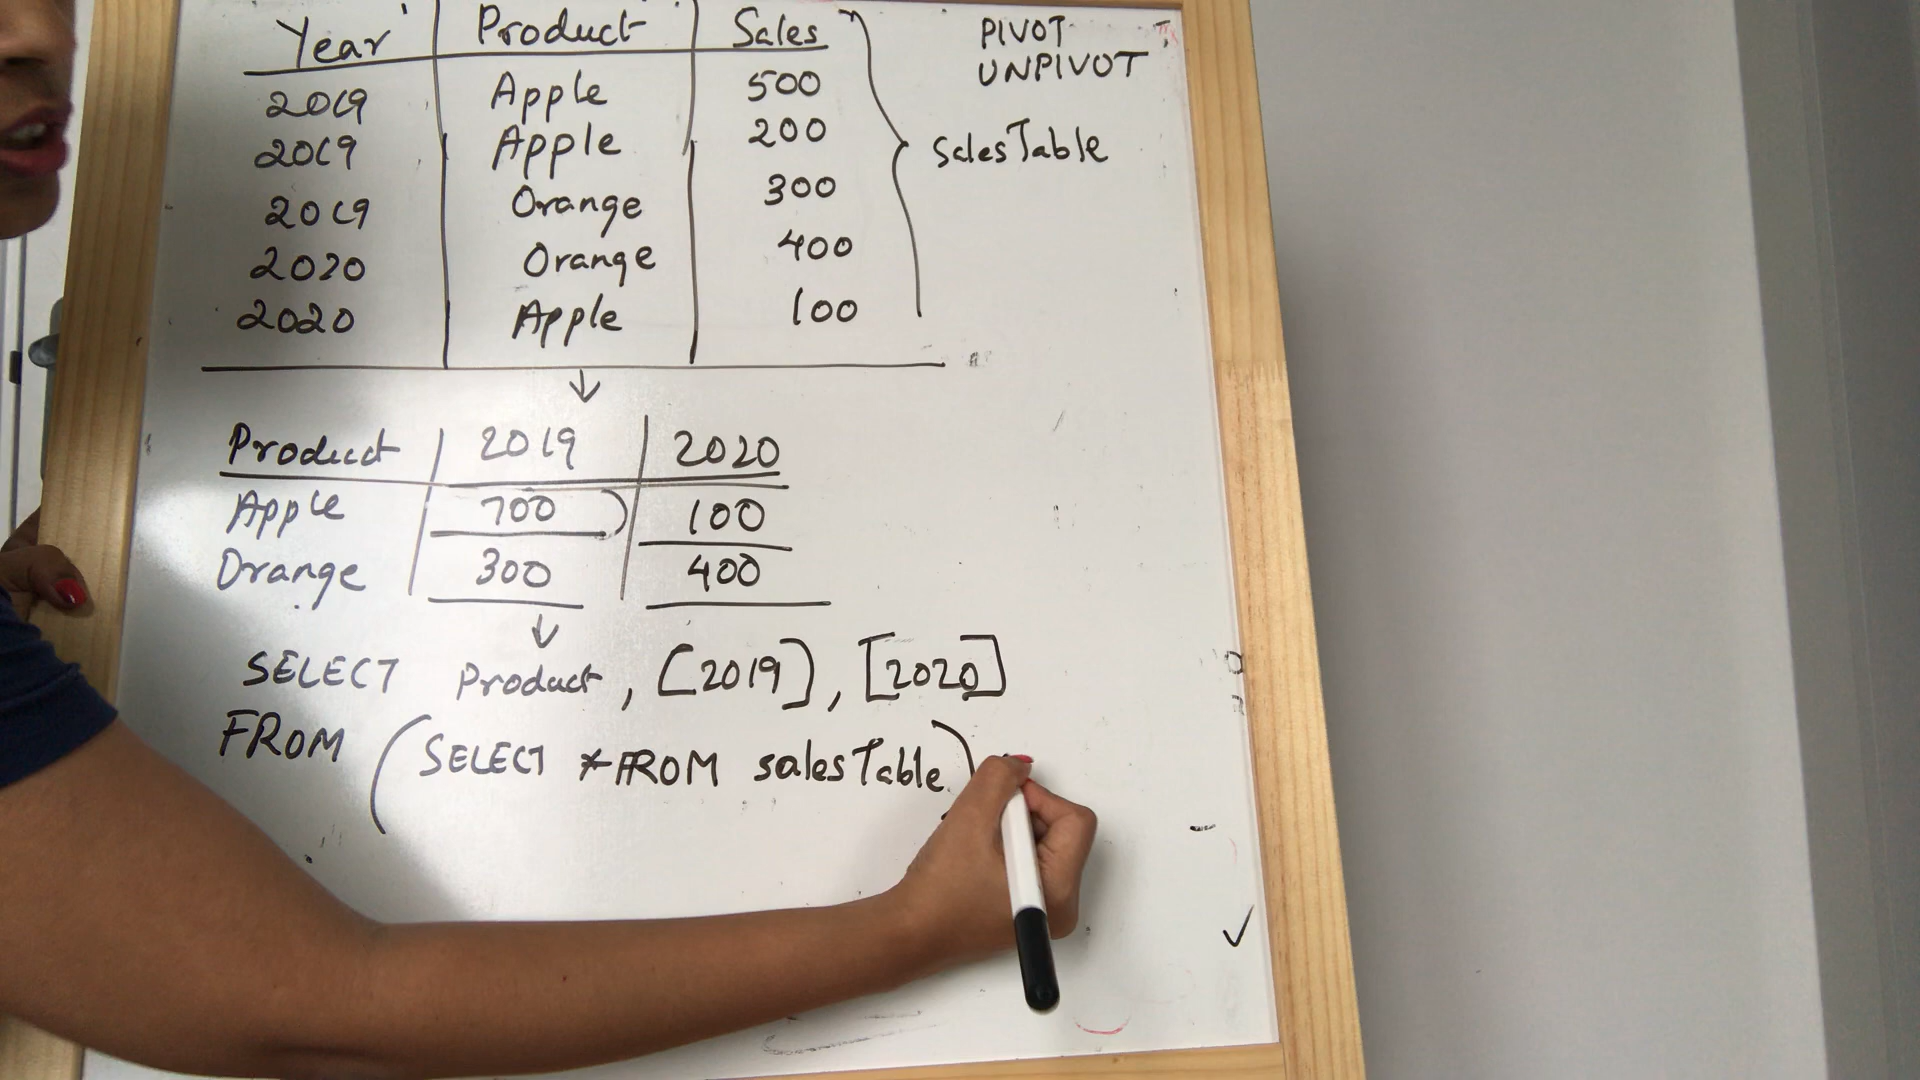 Year Product Sales
2019 Apple 500
2019 Apple 200
2019 Orange 300
2020 Orange 400
2020 Apple 100
PIVOT
UNPIVOT
salesTable
Product 2019 2020
Apple 700 100
Orange 300 400
SELECT Product, [2019], [2020]
FROM (SELECT * FROM salesTable)